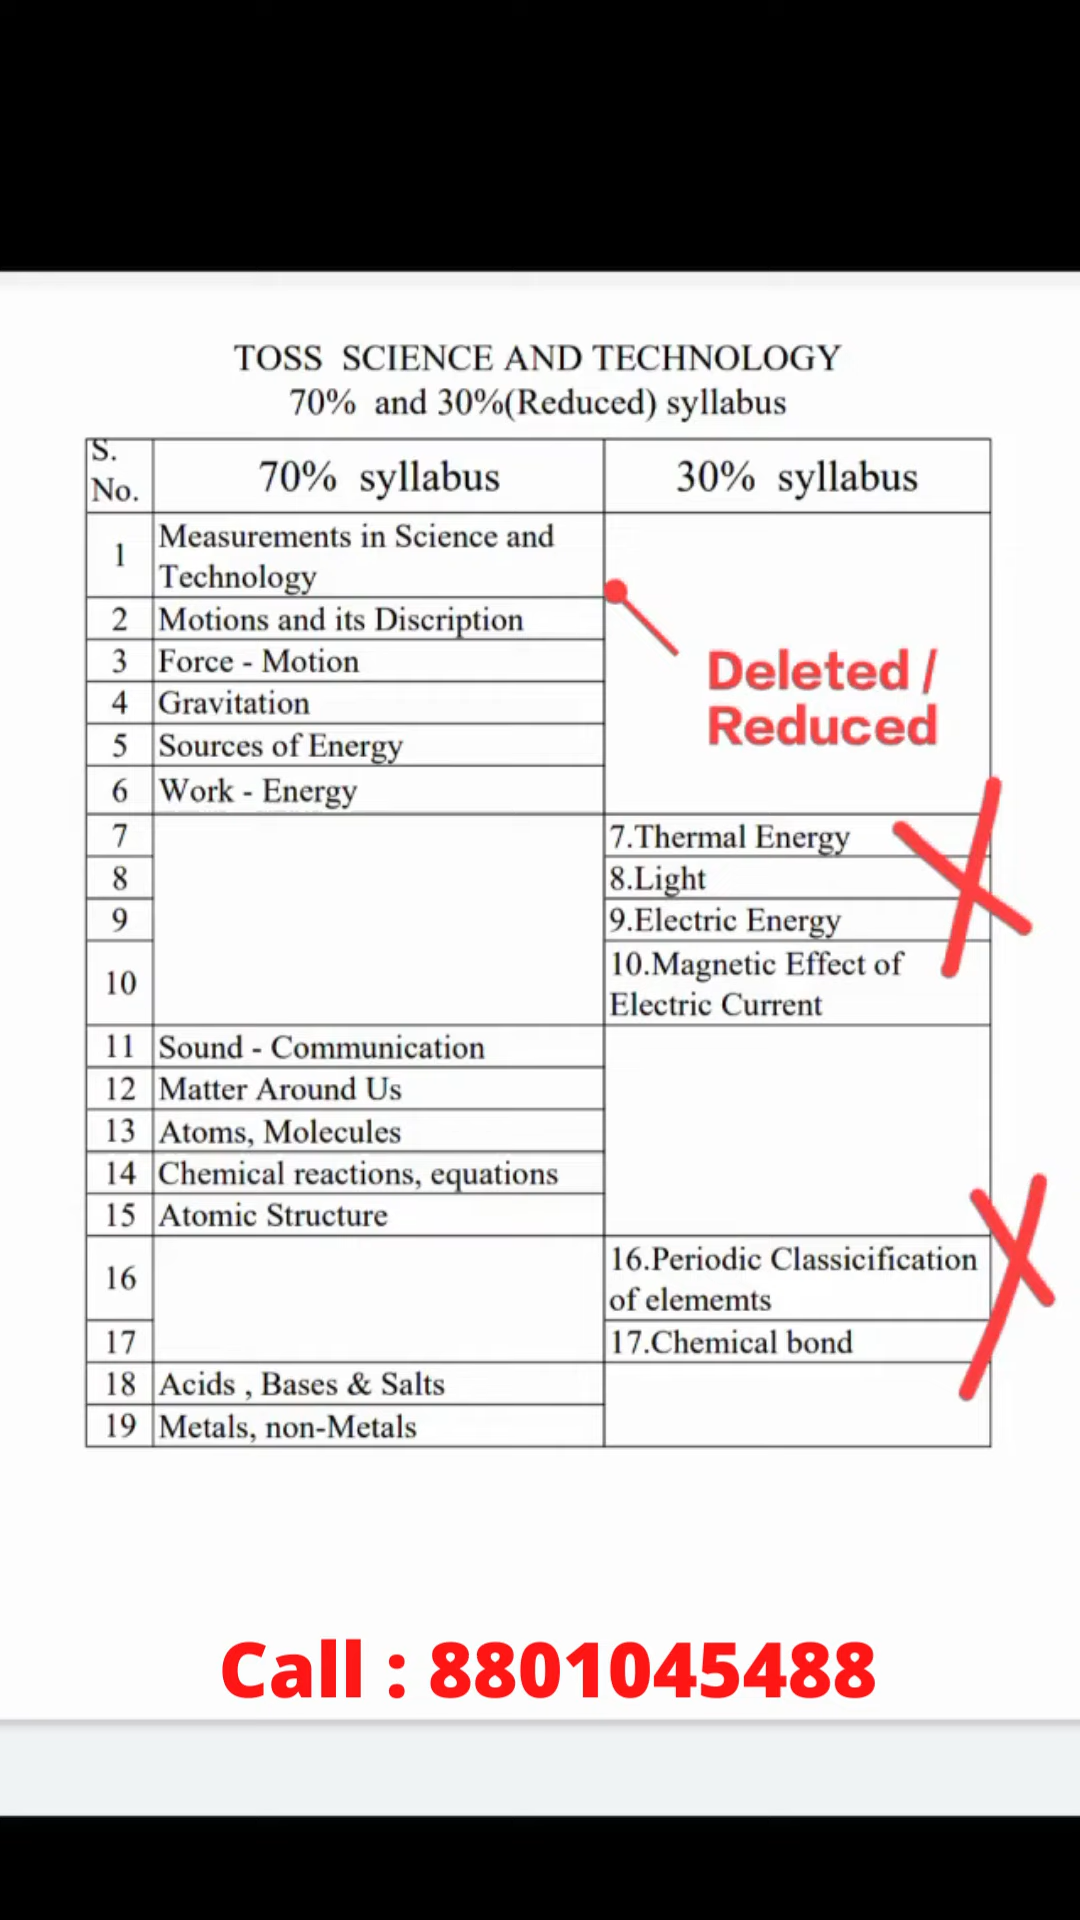 TOSS SCIENCE AND TECHNOLOGY
70% and 30%(Reduced) syllabus
S. No. 70% syllabus 30% syllabus
1 Measurements in Science and
Technology
2 Motions and its Discription
3 Force - Motion
4 Gravitation
5 Sources of Energy
6 Work - Energy
Deleted /
Reduced
7 7.Thermal Energy
8 8.Light
9 9.Electric Energy
10 10.Magnetic Effect of
Electric Current
11 Sound - Communication
12 Matter Around Us
13 Atoms, Molecules
14 Chemical reactions, equations
15 Atomic Structure
16 16.Periodic Classicification
of elememts
17 17.Chemical bond
18 Acids , Bases & Salts
19 Metals, non-Metals
Call : 8801045488